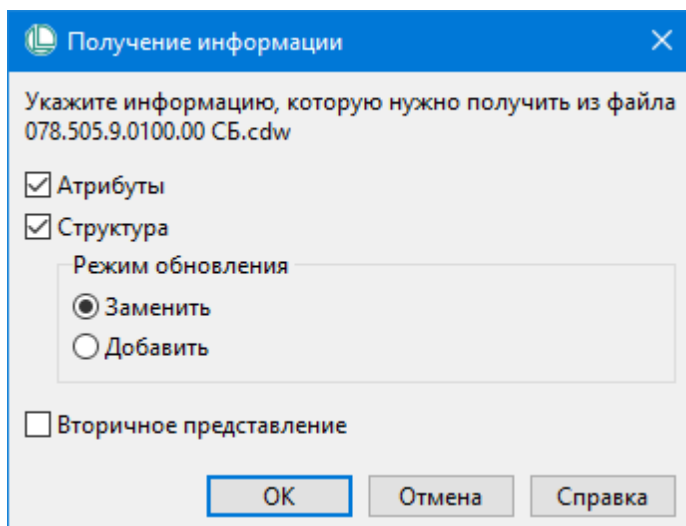 Получение информации
Укажите информацию, которую нужно получить из файла
078.505.9.0100.00 СБ.cdw
Атрибуты
Структура
Режим обновления
Заменить
Добавить
Вторичное представление
ОК
Отмена
Справка